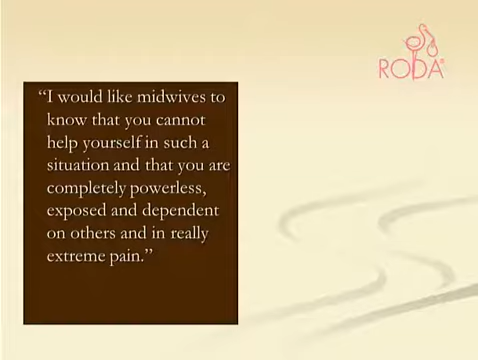 RODA®
“I would like midwives to
know that you cannot
help yourself in such a
situation and that you are
completely powerless,
exposed and dependent
on others and in really
extreme pain.”